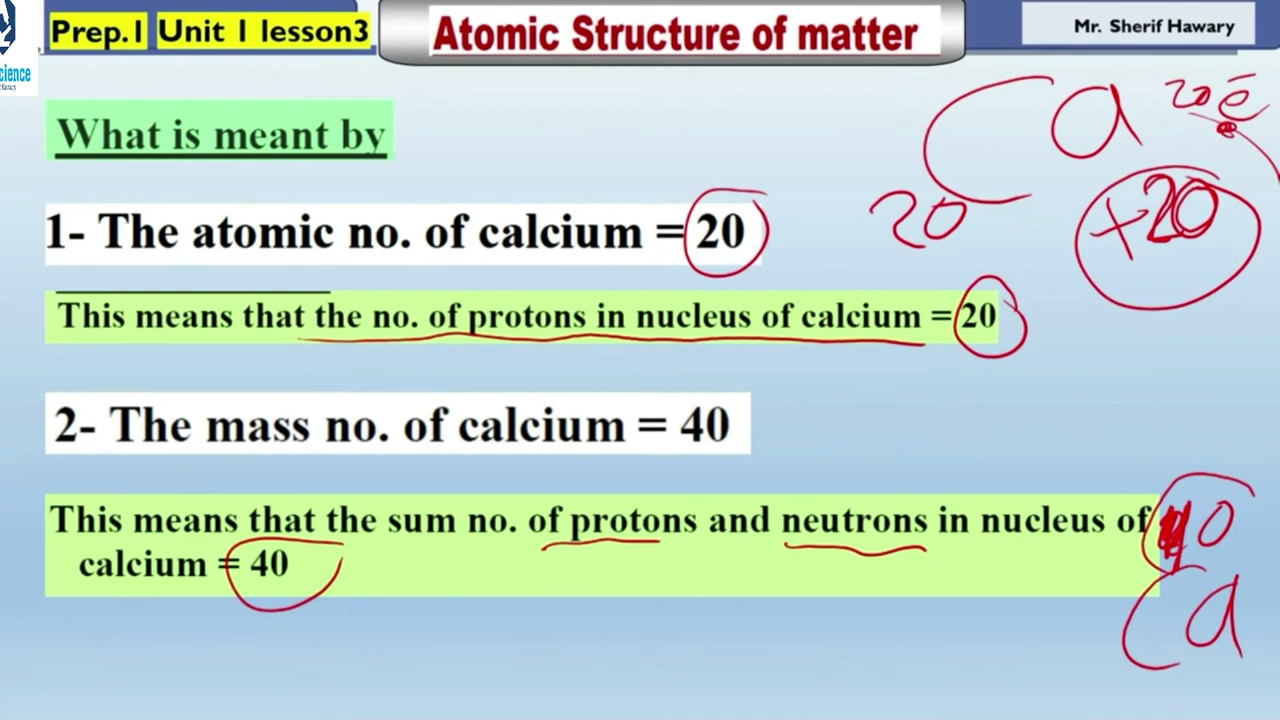 Prep.1 Unit 1 lesson3
Atomic Structure of matter
Mr. Sherif Hawary
cience
What is meant by
Ca
20 e
20
+20
1- The atomic no. of calcium = 20
This means that the no. of protons in nucleus of calcium = 20
2- The mass no. of calcium = 40
This means that the sum no. of protons and neutrons in nucleus of
calcium = 40
40
Ca